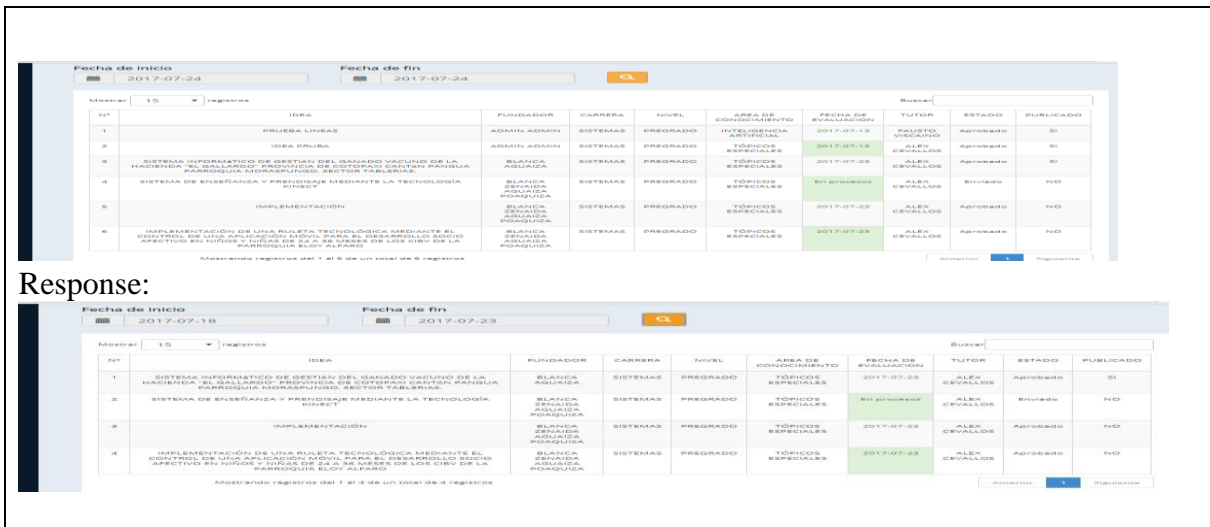 Fecha de inicio Fecha de fin
2017-07-24 2017-07-24
Mostrar 15 registros Buscar
Nº IDEA FUNDADOR CARRERA NIVEL AREA DE CONOCIMIENTO FECHA DE EVALUACIÓN TUTOR ESTADO PUBLICADO
1 PRUEBA LINEAS ADMIN ADMIN SISTEMAS PREGRADO INTELIGENCIA ARTIFICIAL 2017-07-13 FAUSTO VISCAINO Aprobado SI
2 IDEA PRUBA ADMIN ADMIN SISTEMAS PREGRADO TÓPICOS ESPECIALES 2017-07-13 ALEX CEVALLOS Aprobado SI
3 SISTEMA INFORMáTICO DE GESTIóN DEL GANADO VACUNO DE LA
HACIENDA "EL GALLARDO" PROVINCIA DE COTOPAXI CANTóN PANGUA
PARROQUIA MORASPUNGO, SECTOR TABLERIAS. BLANCA AGUAIZA SISTEMAS PREGRADO TÓPICOS ESPECIALES 2017-07-23 ALEX CEVALLOS Aprobado SI
4 SISTEMA DE ENSEÑANZA Y PRENDISAJE MEDIANTE LA TECNOLOGÍA
KINECT BLANCA ZENAIDA AGUAIZA POAQUIZA SISTEMAS PREGRADO TÓPICOS ESPECIALES En procesos ALEX CEVALLOS Enviado NO
5 IMPLEMENTACIÓN BLANCA ZENAIDA AGUAIZA POAQUIZA SISTEMAS PREGRADO TÓPICOS ESPECIALES 2017-07-23 ALEX CEVALLOS Aprobado NO
6 IMPLEMENTACIÓN DE UNA RULETA TECNOLÓGICA MEDIANTE EL
CONTROL DE UNA APLICACIÓN MÓVIL PARA EL DESARROLLO SOCIO
AFECTIVO EN NIÑOS Y NIÑAS DE 24 A 36 MESES DE LOS CIBV DE LA
PARROQUIA ELOY ALFARO BLANCA ZENAIDA AGUAIZA POAQUIZA SISTEMAS PREGRADO TÓPICOS ESPECIALES 2017-07-23 ALEX CEVALLOS Aprobado NO
Mostrando registros del 1 al 6 de un total de 6 registros Anterior 1 Siguiente
Response:
Fecha de inicio Fecha de fin
2017-07-18 2017-07-23
Mostrar 15 registros Buscar
Nº IDEA FUNDADOR CARRERA NIVEL AREA DE CONOCIMIENTO FECHA DE EVALUACIÓN TUTOR ESTADO PUBLICADO
1 SISTEMA INFORMáTICO DE GESTIóN DEL GANADO VACUNO DE LA
HACIENDA "EL GALLARDO" PROVINCIA DE COTOPAXI CANTóN PANGUA
PARROQUIA MORASPUNGO, SECTOR TABLERIAS. BLANCA AGUAIZA SISTEMAS PREGRADO TÓPICOS ESPECIALES 2017-07-23 ALEX CEVALLOS Aprobado SI
2 SISTEMA DE ENSEÑANZA Y PRENDISAJE MEDIANTE LA TECNOLOGÍA
KINECT BLANCA ZENAIDA AGUAIZA POAQUIZA SISTEMAS PREGRADO TÓPICOS ESPECIALES En procesos ALEX CEVALLOS Enviado NO
3 IMPLEMENTACIÓN BLANCA ZENAIDA AGUAIZA POAQUIZA SISTEMAS PREGRADO TÓPICOS ESPECIALES 2017-07-23 ALEX CEVALLOS Aprobado NO
4 IMPLEMENTACIÓN DE UNA RULETA TECNOLÓGICA MEDIANTE EL
CONTROL DE UNA APLICACIÓN MÓVIL PARA EL DESARROLLO SOCIO
AFECTIVO EN NIÑOS Y NIÑAS DE 24 A 36 MESES DE LOS CIBV DE LA
PARROQUIA ELOY ALFARO BLANCA ZENAIDA AGUAIZA POAQUIZA SISTEMAS PREGRADO TÓPICOS ESPECIALES 2017-07-23 ALEX CEVALLOS Aprobado NO
Mostrando registros del 1 al 4 de un total de 4 registros Anterior 1 Siguiente